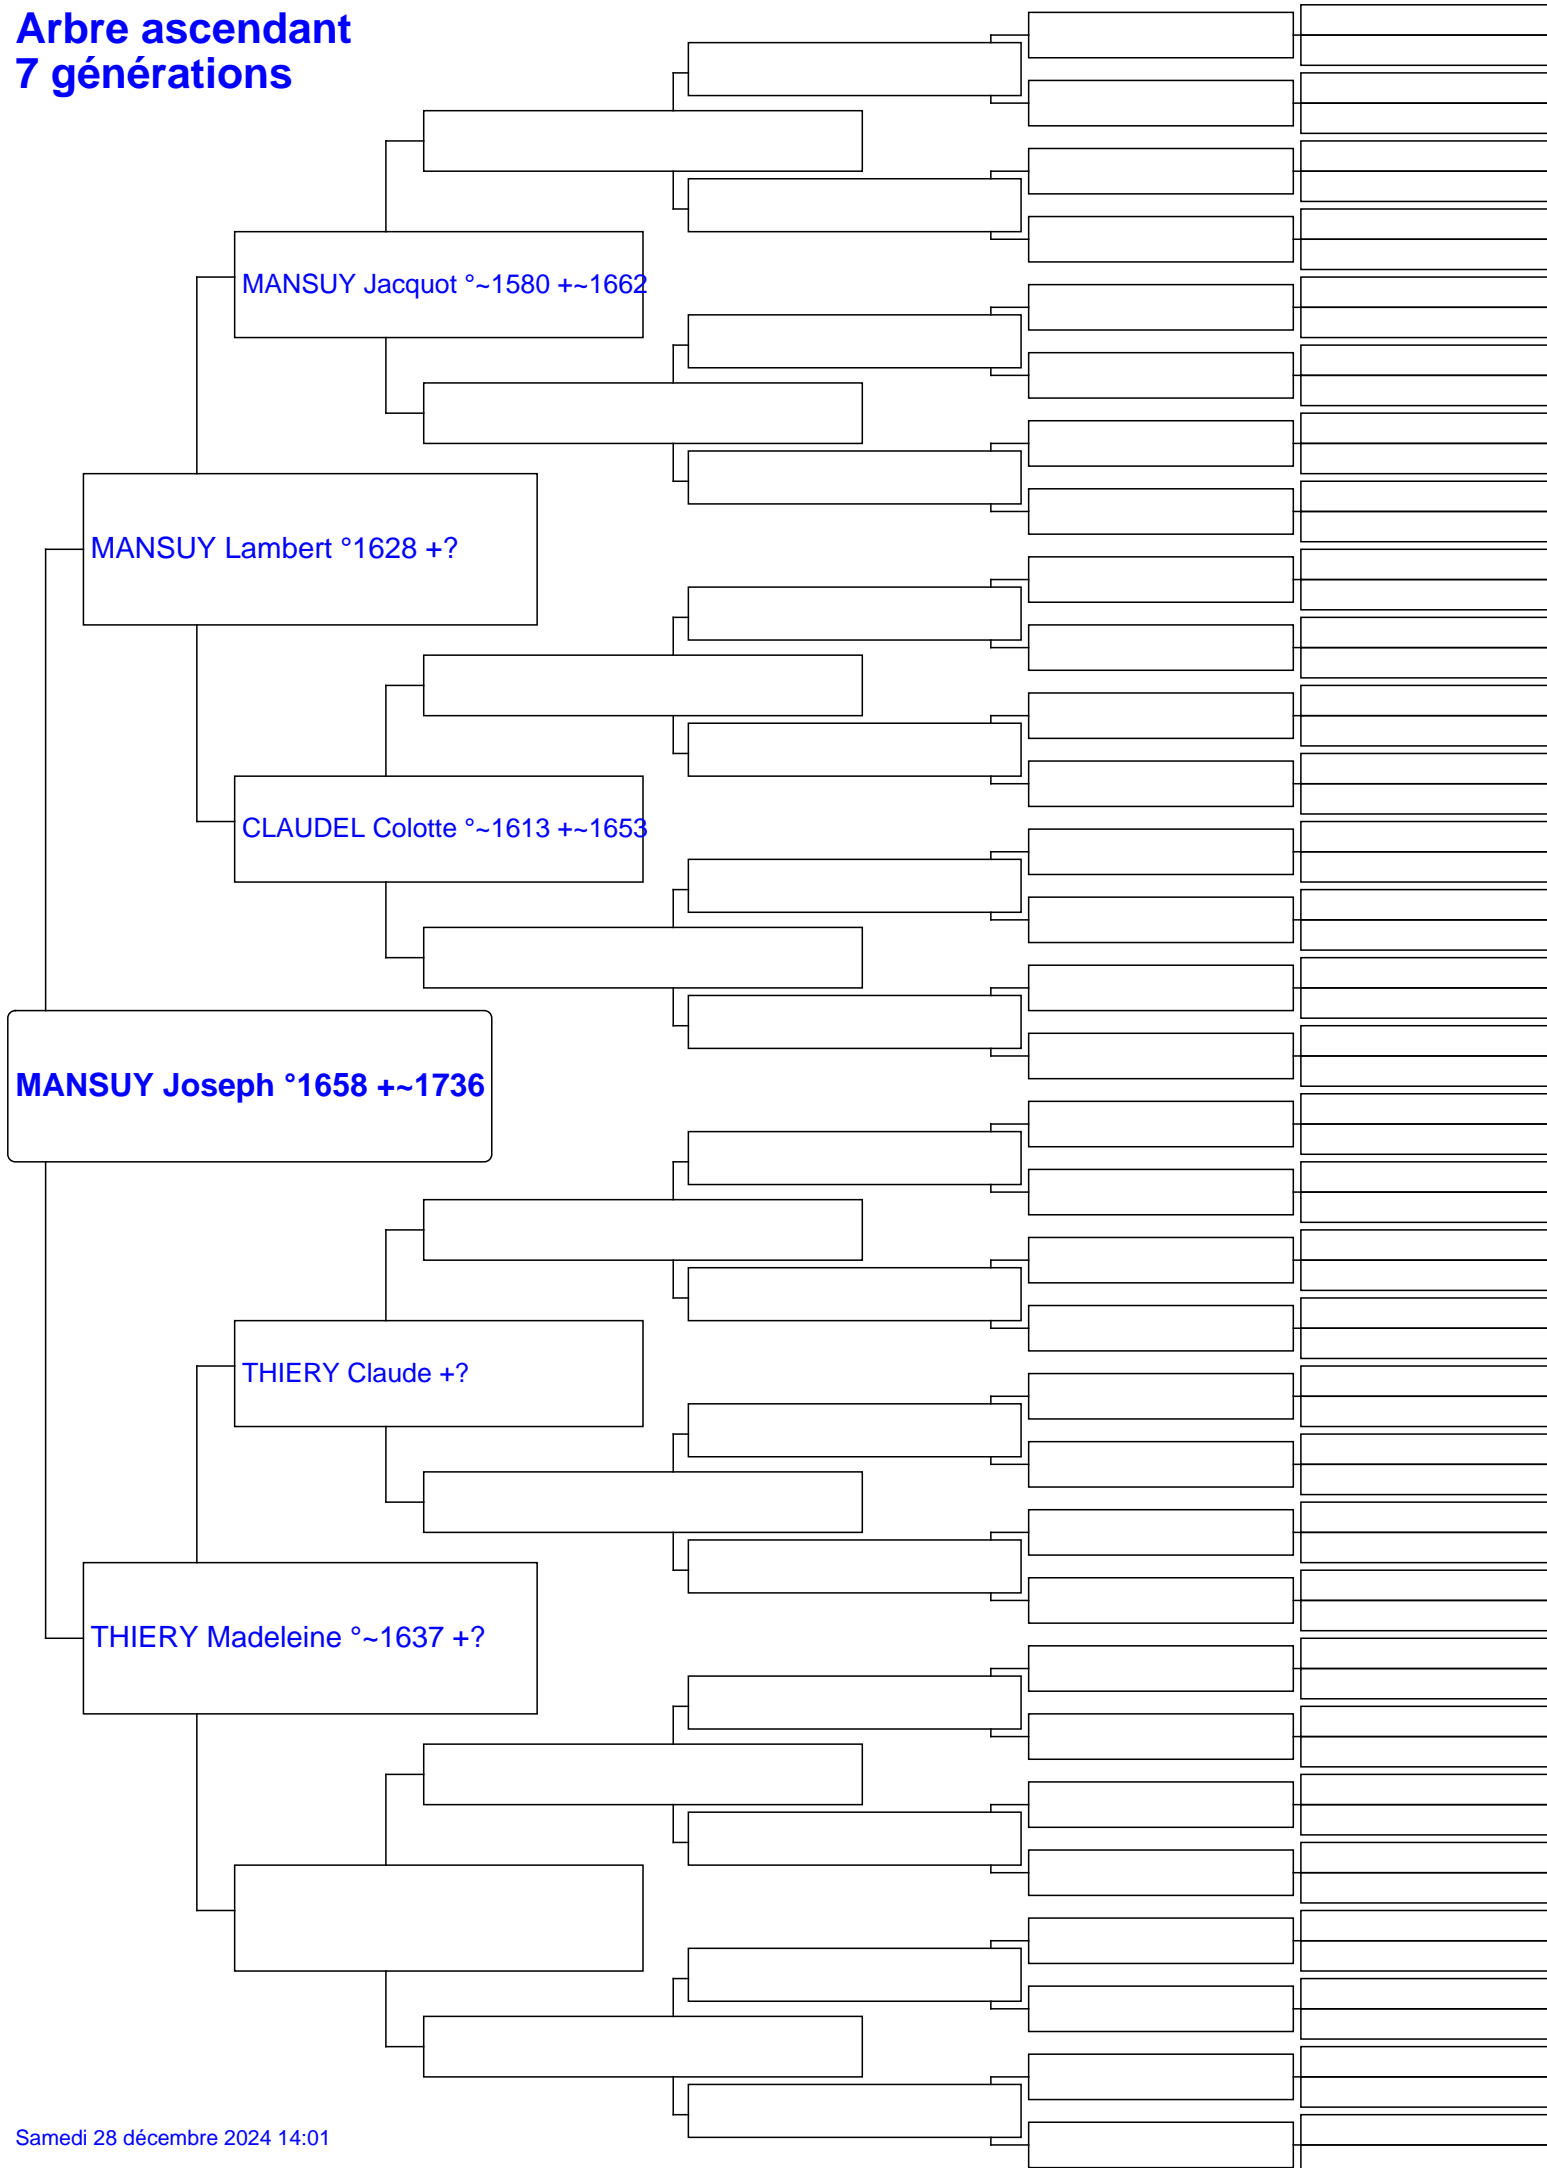 Arbre ascendant
7 générations
MANSUY Jacquot °~1580 +~1662
MANSUY Lambert °1628 +?
CLAUDEL Colotte °~1613 +~1653
MANSUY Joseph °1658 +~1736
THIERY Claude +?
THIERY Madeleine °~1637 +?
Samedi 28 décembre 2024 14:01